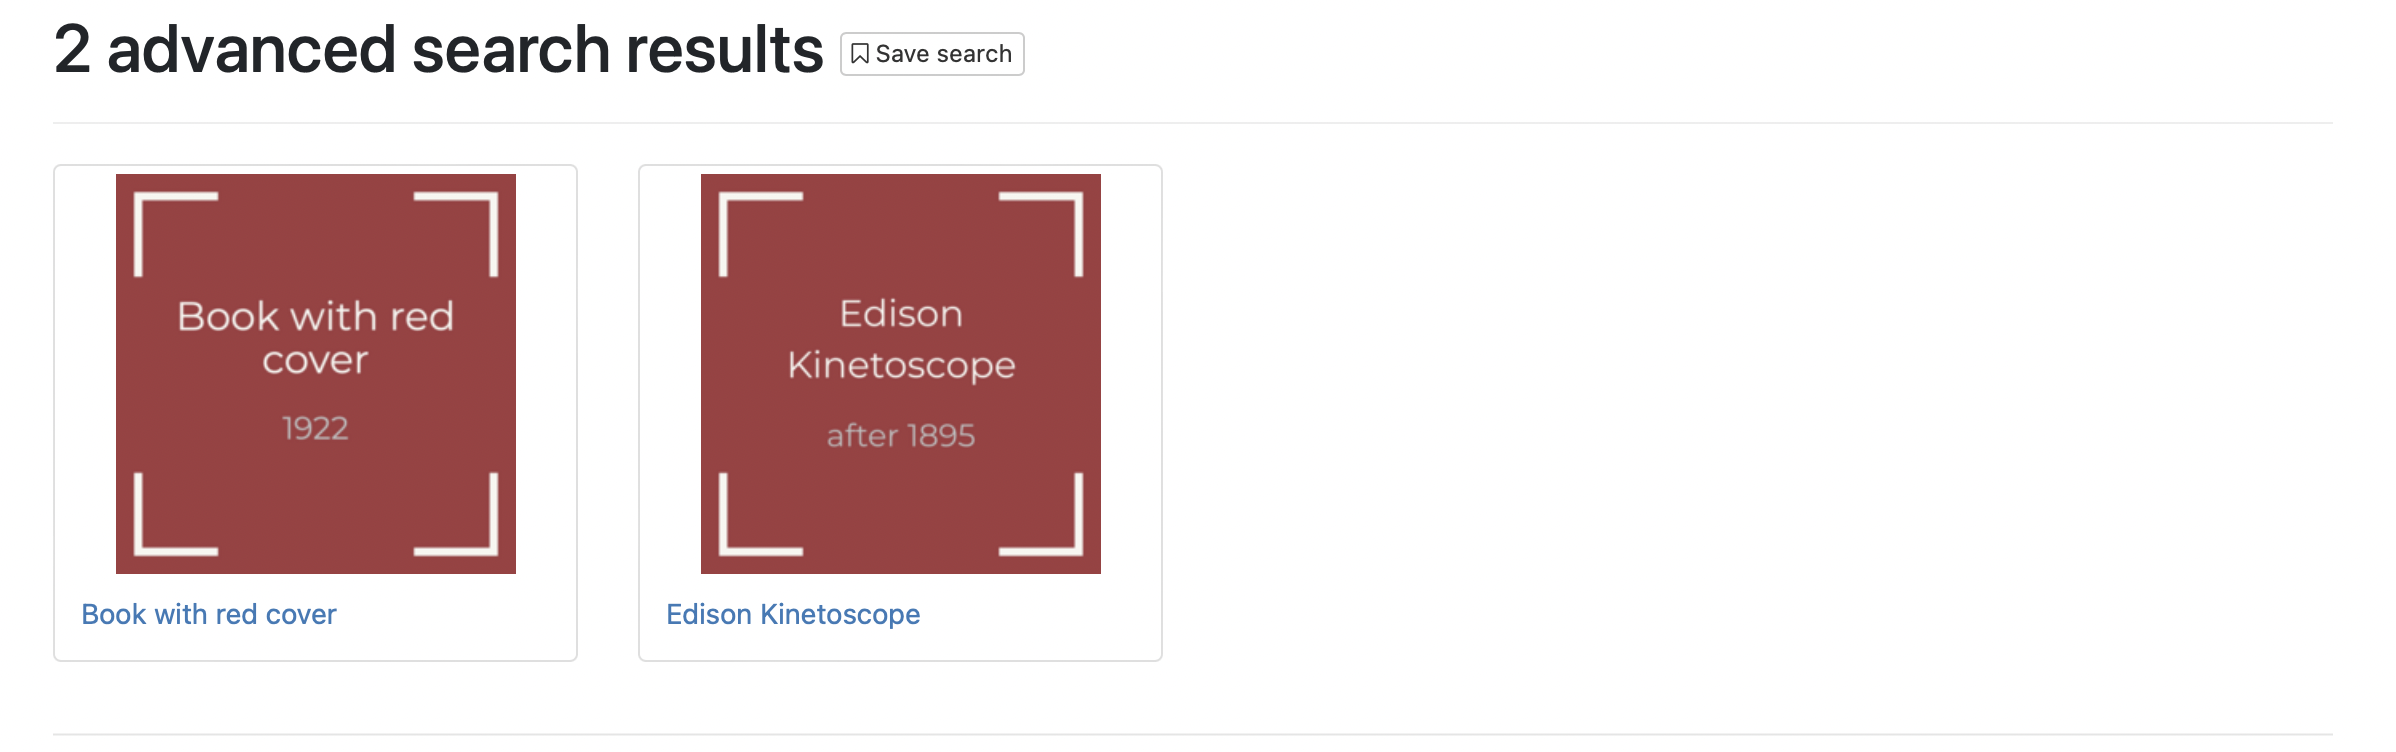 2 advanced search results
Save search
Book with red
cover
1922
Book with red cover
Edison
Kinetoscope
after 1895
Edison Kinetoscope